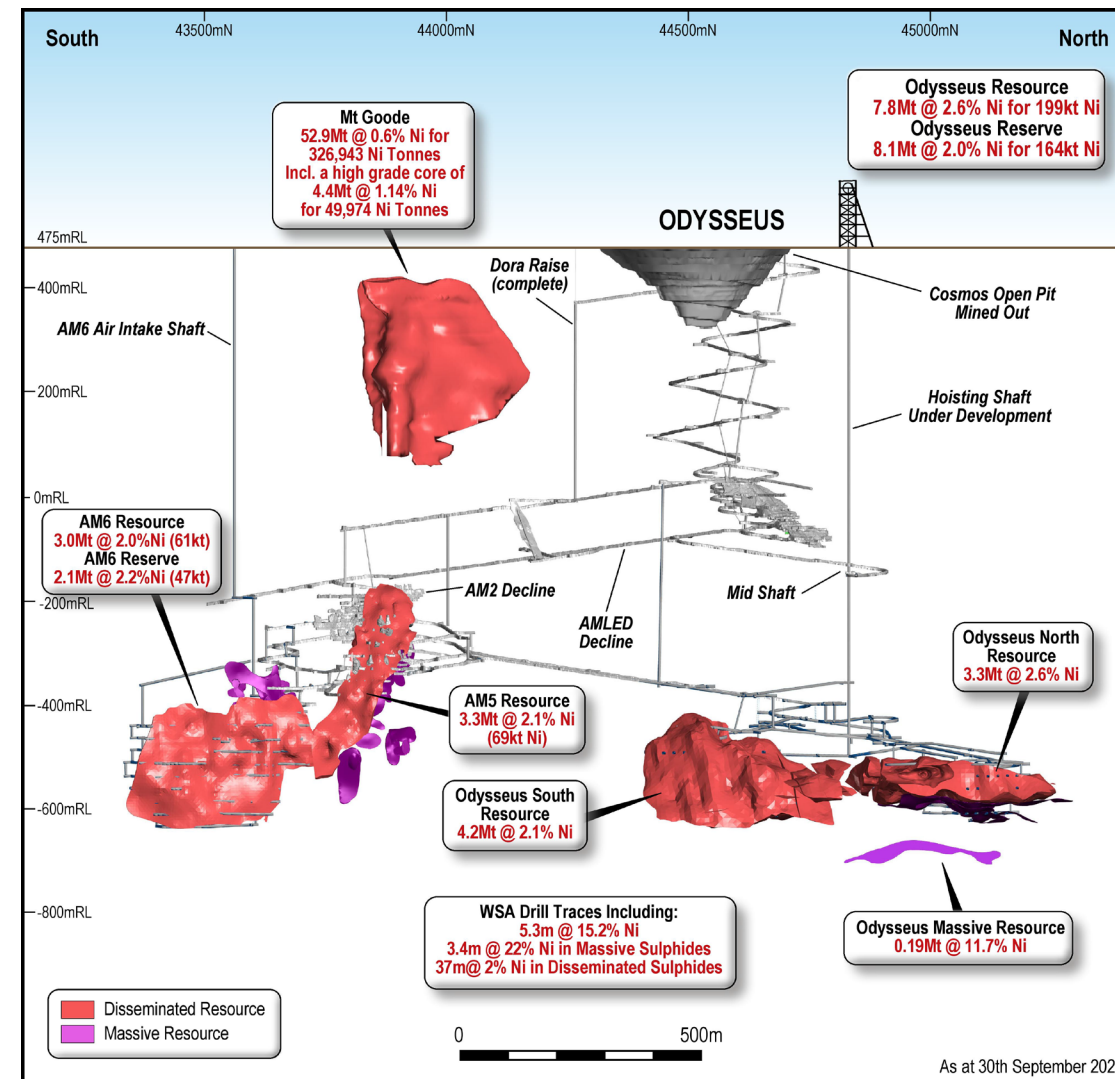 43500mN
44000mN
44500mN
45000mN
South
North
Mt Goode
52.9Mt @ 0.6% Ni for
326,943 Ni Tonnes
Incl. a high grade core of
4.4Mt @ 1.14% Ni
for 49,974 Ni Tonnes
Odysseus Resource
7.8Mt @ 2.6% Ni for 199kt Ni
Odysseus Reserve
8.1Mt @ 2.0% Ni for 164kt Ni
ODYSSEUS
475mRL
Dora Raise
(complete)
400mRL
AM6 Air Intake Shaft
Cosmos Open Pit
Mined Out
200mRL
Hoisting Shaft
Under Development
0mRL
AM6 Resource
3.0Mt @ 2.0%Ni (61kt)
AM6 Reserve
2.1Mt @ 2.2%Ni (47kt)
-200mRL
AM2 Decline
AMLED
Decline
Mid Shaft
Odysseus North
Resource
3.3Mt @ 2.6% Ni
-400mRL
AM5 Resource
3.3Mt @ 2.1% Ni
(69kt Ni)
Odysseus South
Resource
4.2Mt @ 2.1% Ni
-600mRL
-800mRL
WSA Drill Traces Including:
5.3m @ 15.2% Ni
3.4m @ 22% Ni in Massive Sulphides
37m@ 2% Ni in Disseminated Sulphides
Odysseus Massive Resource
0.19Mt @ 11.7% Ni
Disseminated Resource
Massive Resource
0
500m
As at 30th September 202